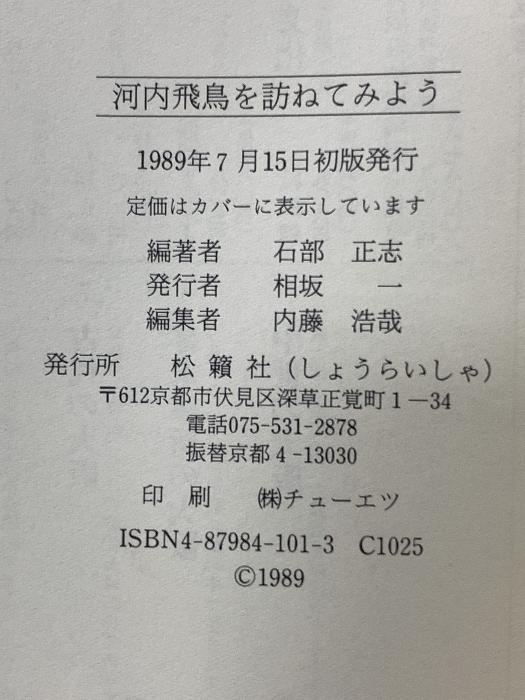 河内飛鳥を訪ねてみよう
1989年7月15日初版発行
定価はカバーに表示しています
編著者 石部 正志
発行者 相坂 一
編集者 内藤 浩哉
発行所 松籟社(しょうらいしゃ)
〒612京都市伏見区深草正覚町1—34
電話075-531-2878
振替京都4-13030
印刷 ㈱チューエツ
ISBN4-87984-101-3 C1025
©1989